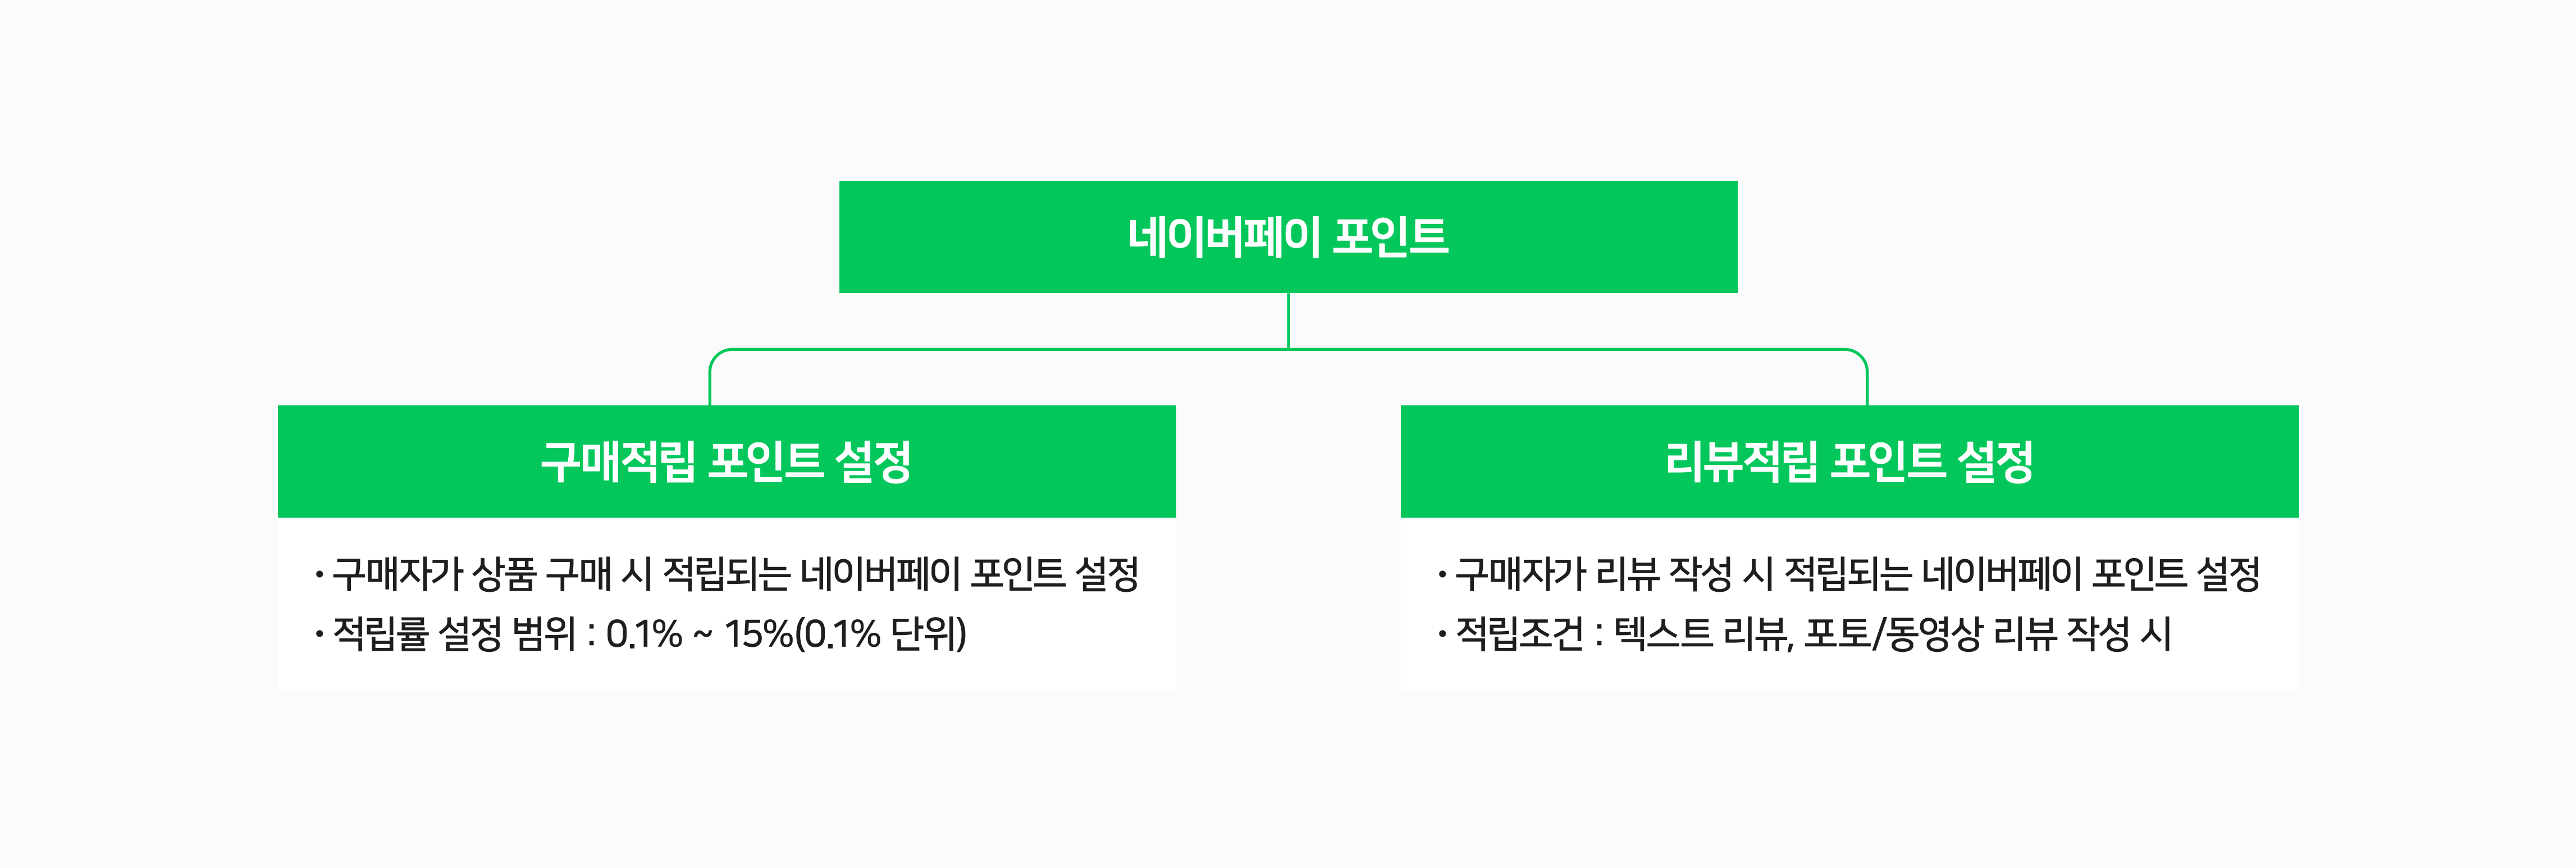 네이버페이 포인트
구매적립 포인트 설정
· 구매자가 상품 구매 시 적립되는 네이버페이 포인트 설정
· 적립률 설정 범위 : 0.1% ~ 15%(0.1% 단위)
리뷰적립 포인트 설정
· 구매자가 리뷰 작성 시 적립되는 네이버페이 포인트 설정
· 적립조건 : 텍스트 리뷰, 포토/동영상 리뷰 작성 시